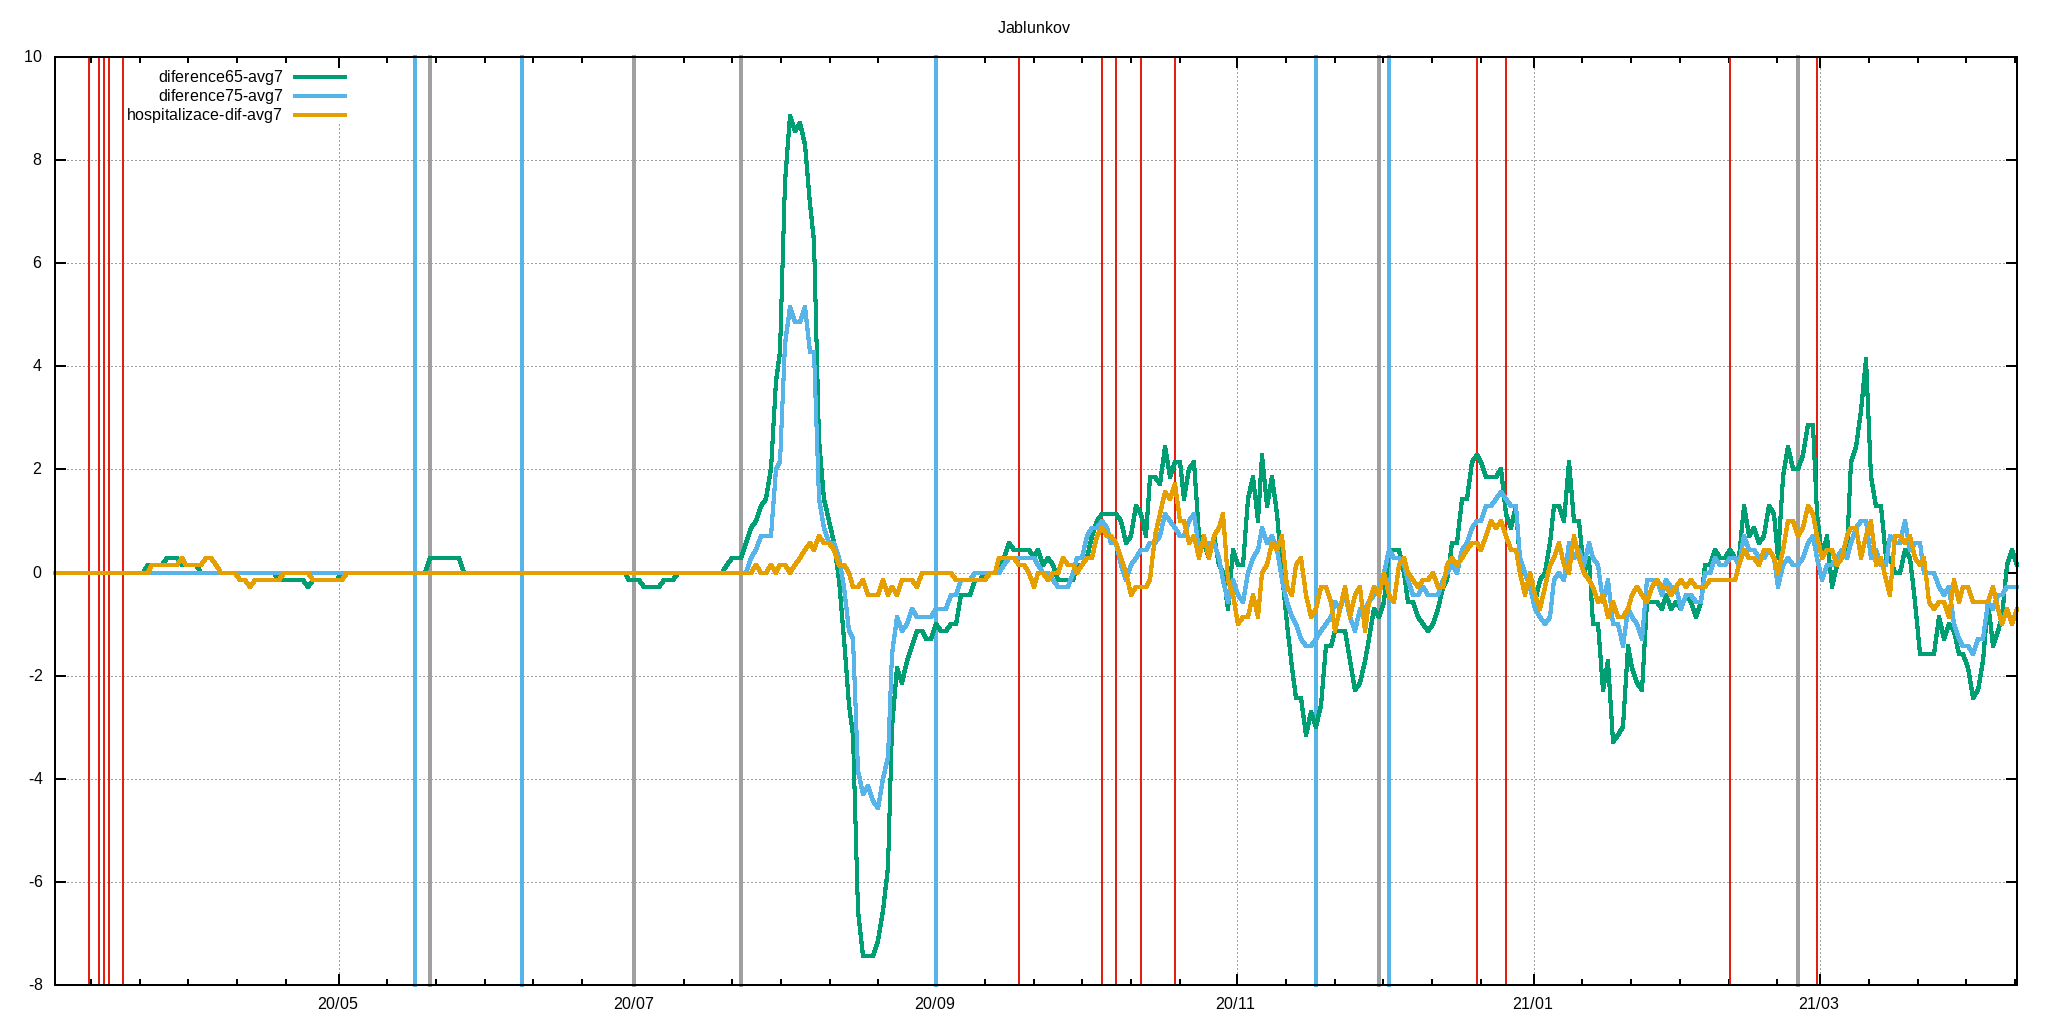 Jablunkov
10
8
6
4
2
0
-2
-4
-6
-8
diference65-avg7
diference75-avg7
hospitalizace-dif-avg7
20/05 20/07 20/09 20/11 21/01 21/03